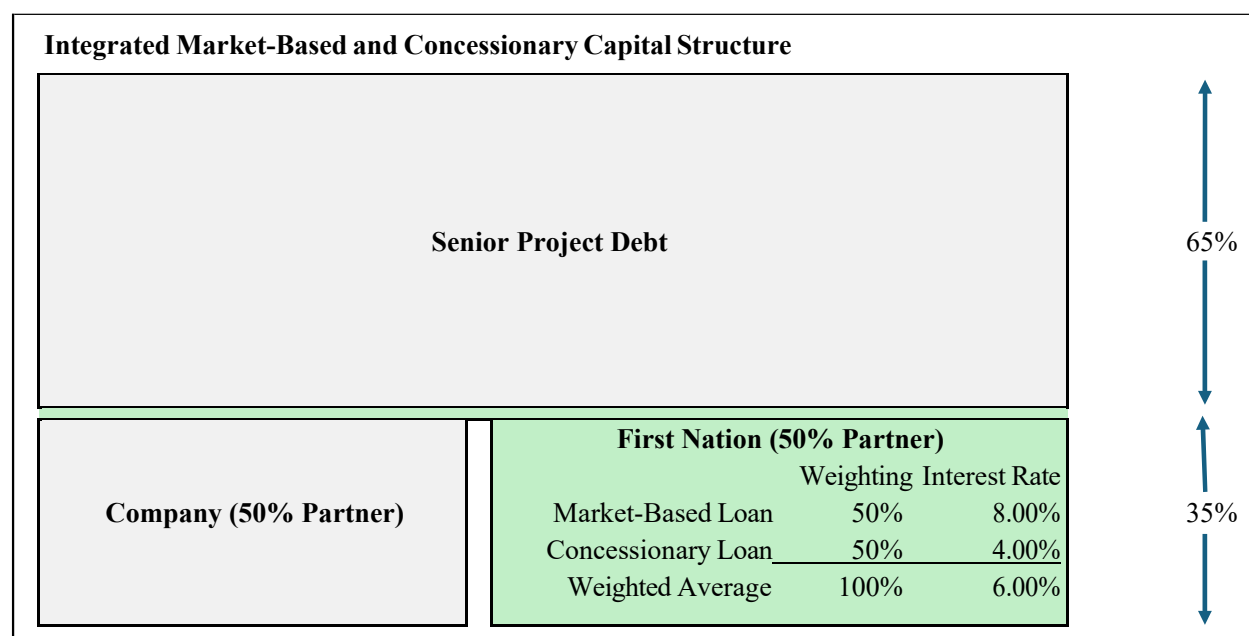 Integrated Market-Based and Concessionary Capital Structure
Senior Project Debt
65%
Company (50% Partner)
First Nation (50% Partner)
Weighting Interest Rate
Market-Based Loan 50% 8.00%
Concessionary Loan 50% 4.00%
Weighted Average 100% 6.00%
35%